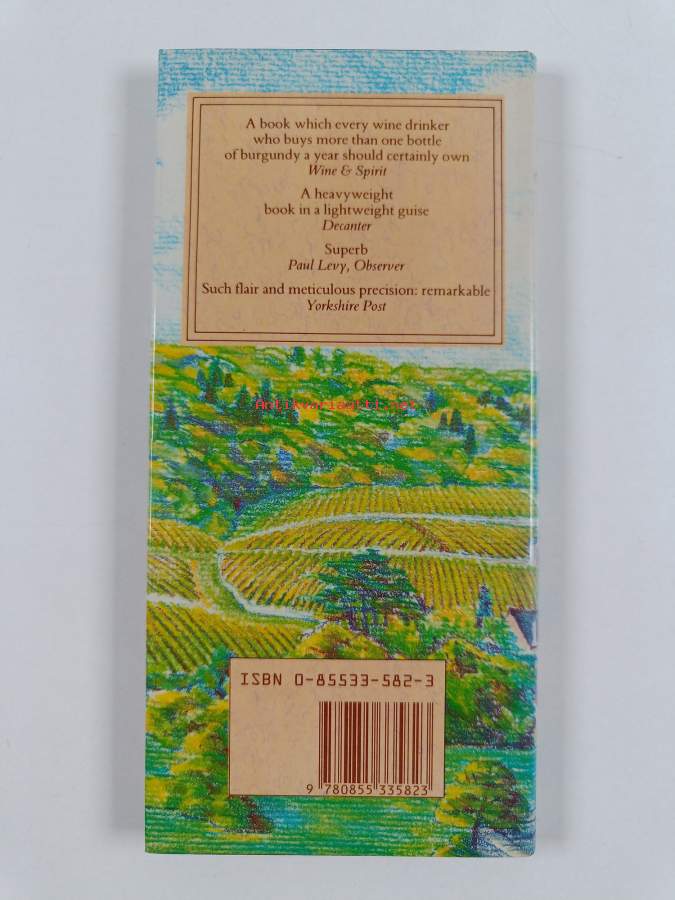 A book which every wine drinker
who buys more than one bottle
of burgundy a year should certainly own
Wine & Spirit
A heavyweight
book in a lightweight guise
Decanter
Superb
Paul Levy, Observer
Such flair and meticulous precision: remarkable
Yorkshire Post
Antikvariaatti.net
ISBN 0-85533-582-3
9 780855 335823